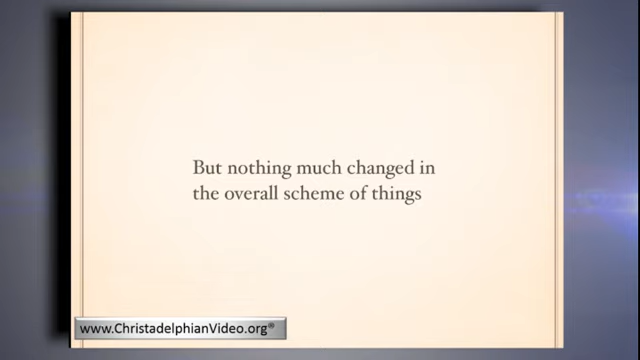 But nothing much changed in
the overall scheme of things
www.ChristadelphianVideo.org®